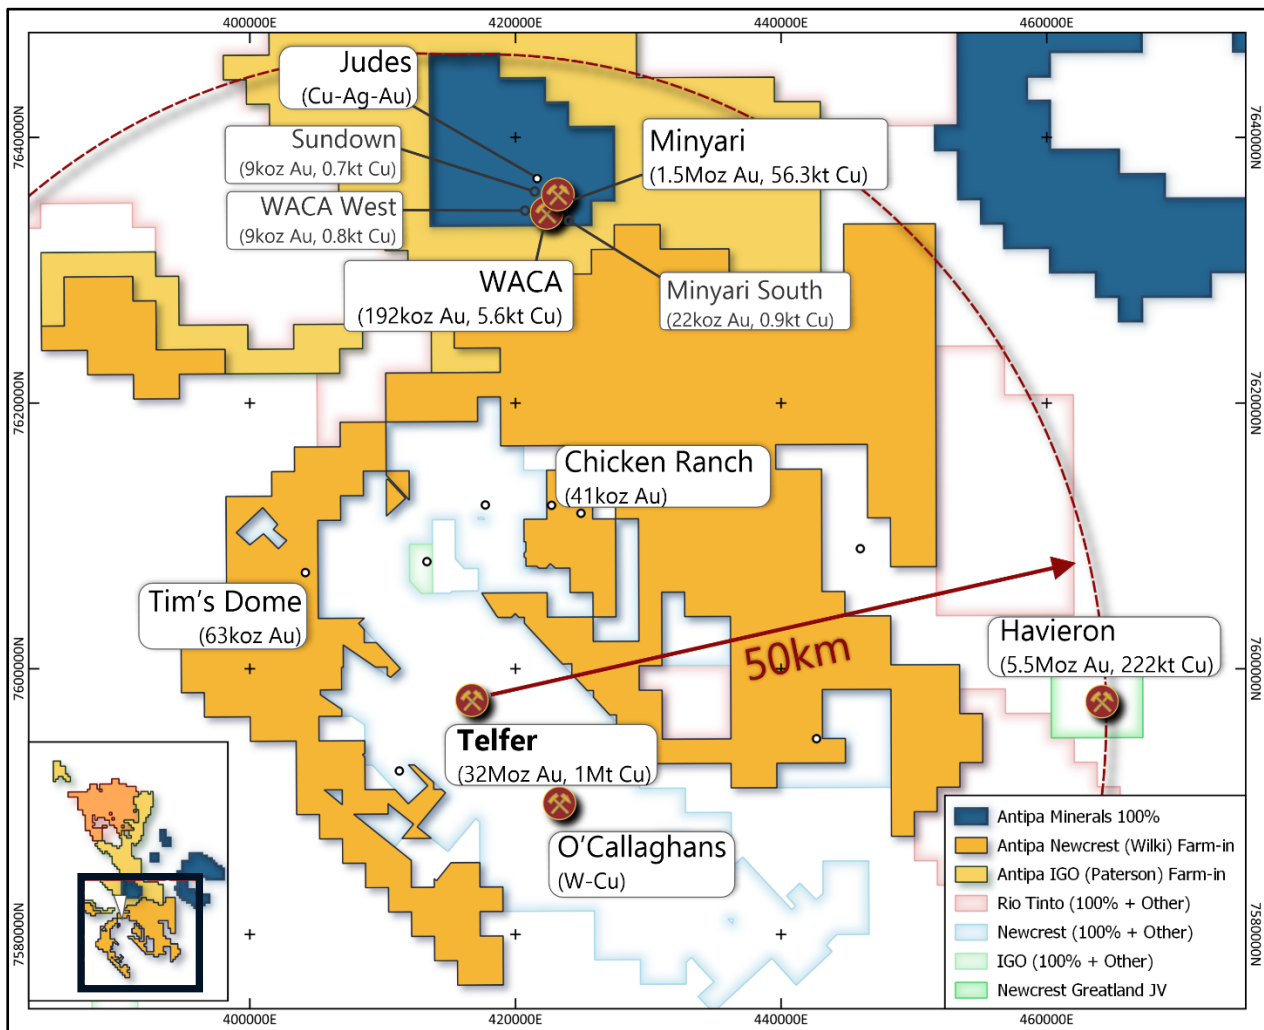 400000E
420000E
440000E
460000E
Judes
(Cu-Ag-Au)
Sundown
(9koz Au, 0.7kt Cu)
WACA West
(9koz Au, 0.8kt Cu)
WACA
(192koz Au, 5.6kt Cu)
Minyari
(1.5Moz Au, 56.3kt Cu)
Minyari South
(22koz Au, 0.9kt Cu)
7640000N
7640000N
7620000N
7620000N
Chicken Ranch
(41koz Au)
Tim's Dome
(63koz Au)
50km
Havieron
(5.5Moz Au, 222kt Cu)
7600000N
7600000N
Telfer
(32Moz Au, 1Mt Cu)
O'Callaghans
(W-Cu)
7580000N
7580000N
Antipa Minerals 100%
Antipa Newcrest (Wilki) Farm-in
Antipa IGO (Paterson) Farm-in
Rio Tinto (100% + Other)
Newcrest (100% + Other)
IGO (100% + Other)
Newcrest Greatland JV
400000E
420000E
440000E
460000E